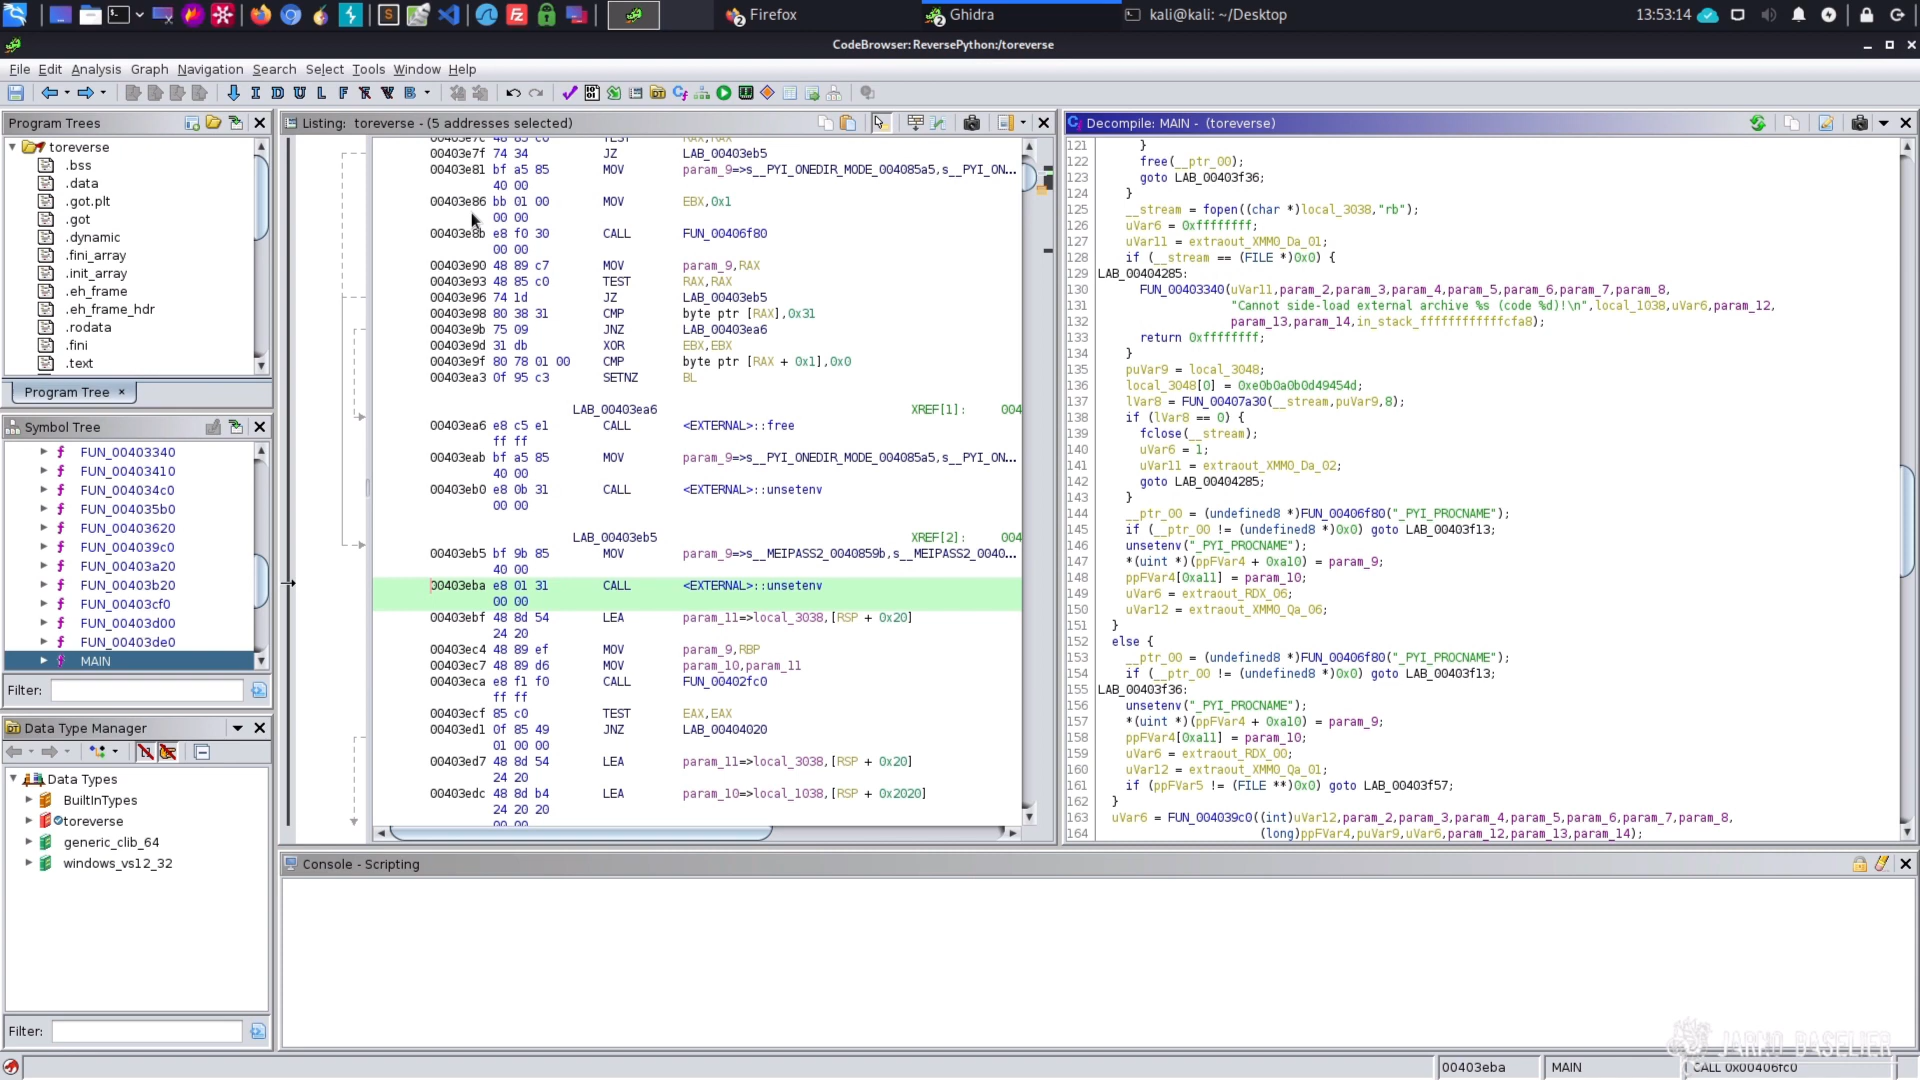 Firefox
Ghidra
kali@kali: ~/Desktop
13:53:14
CodeBrowser: ReversePython:/toreverse
File Edit Analysis Graph Navigation Search Select Tools Window Help
Program Trees
toreverse
.bss
.data
.got.plt
.got
.dynamic
.fini_array
.init_array
.eh_frame
.eh_frame_hdr
.rodata
.fini
.text
Program Tree ×
Symbol Tree
FUN_00403340
FUN_00403410
FUN_004034c0
FUN_004035b0
FUN_00403620
FUN_004039c0
FUN_00403a20
FUN_00403b20
FUN_00403cf0
FUN_00403d00
FUN_00403de0
MAIN
Filter:
Data Type Manager
Data Types
BuiltInTypes
toreverse
generic_clib_64
windows_vs12_32
Filter:
Listing: toreverse - (5 addresses selected)
00403e7c 48 85 c0 TEST RAX,RAX
00403e7f 74 34 JZ LAB_00403eb5
00403e81 bf a5 85 MOV param_9=>s__PYI_ONEDIR_MODE_004085a5,s__PYI_ON...
40 00
00403e86 bb 01 00 MOV EBX,0x1
00 00
00403e8b e8 f0 30 CALL FUN_00406f80
00 00
00403e90 48 89 c7 MOV param_9,RAX
00403e93 48 85 c0 TEST RAX,RAX
00403e96 74 1d JZ LAB_00403eb5
00403e98 80 38 31 CMP byte ptr [RAX],0x31
00403e9b 75 09 JNZ LAB_00403ea6
00403e9d 31 db XOR EBX,EBX
00403e9f 80 78 01 00 CMP byte ptr [RAX + 0x1],0x0
00403ea3 0f 95 c3 SETNZ BL
LAB_00403ea6 XREF[1]: 004
00403ea6 e8 c5 e1 CALL <EXTERNAL>::free
ff ff
00403eab bf a5 85 MOV param_9=>s__PYI_ONEDIR_MODE_004085a5,s__PYI_ON...
40 00
00403eb0 e8 0b 31 CALL <EXTERNAL>::unsetenv
00 00
LAB_00403eb5 XREF[2]: 004
00403eb5 bf 9b 85 MOV param_9=>s__MEIPASS2_0040859b,s__MEIPASS2_0040...
40 00
00403eba e8 01 31 CALL <EXTERNAL>::unsetenv
00 00
00403ebf 48 8d 54 LEA param_11=>local_3038,[RSP + 0x20]
24 20
00403ec4 48 89 ef MOV param_9,RBP
00403ec7 48 89 d6 MOV param_10,param_11
00403eca e8 f1 f0 CALL FUN_00402fc0
ff ff
00403ecf 85 c0 TEST EAX,EAX
00403ed1 0f 85 49 JNZ LAB_00404020
01 00 00
00403ed7 48 8d 54 LEA param_11=>local_3038,[RSP + 0x20]
24 20
00403edc 48 8d b4 LEA param_10=>local_1038,[RSP + 0x2020]
24 20 20
00 00
Decompile: MAIN - (toreverse)
121 }
122 free(__ptr_00);
123 goto LAB_00403f36;
124 }
125 __stream = fopen((char *)local_3038,"rb");
126 uVar6 = 0xffffffff;
127 uVar11 = extraout_XMM0_Da_01;
128 if (__stream == (FILE *)0x0) {
129 LAB_00404285:
130 FUN_00403340(uVar11,param_2,param_3,param_4,param_5,param_6,param_7,param_8,
131 "Cannot side-load external archive %s (code %d)!\n",local_1038,uVar6,param_12,
132 param_13,param_14,in_stack_ffffffffffffcfa8);
133 return 0xffffffff;
134 }
135 puVar9 = local_3048;
136 local_3048[0] = 0xe0b0a0b0d49454d;
137 lVar8 = FUN_00407a30(__stream,puVar9,8);
138 if (lVar8 == 0) {
139 fclose(__stream);
140 uVar6 = 1;
141 uVar11 = extraout_XMM0_Da_02;
142 goto LAB_00404285;
143 }
144 __ptr_00 = (undefined8 *)FUN_00406f80("_PYI_PROCNAME");
145 if (__ptr_00 != (undefined8 *)0x0) goto LAB_00403f13;
146 unsetenv("_PYI_PROCNAME");
147 *(uint *)(ppFVar4 + 0xa10) = param_9;
148 ppFVar4[0xa11] = param_10;
149 uVar6 = extraout_RDX_06;
150 uVar12 = extraout_XMM0_Qa_06;
151 }
152 else {
153 __ptr_00 = (undefined8 *)FUN_00406f80("_PYI_PROCNAME");
154 if (__ptr_00 != (undefined8 *)0x0) goto LAB_00403f13;
155 LAB_00403f36:
156 unsetenv("_PYI_PROCNAME");
157 *(uint *)(ppFVar4 + 0xa10) = param_9;
158 ppFVar4[0xa11] = param_10;
159 uVar6 = extraout_RDX_00;
160 uVar12 = extraout_XMM0_Qa_01;
161 if (ppFVar5 != (FILE **)0x0) goto LAB_00403f57;
162 }
163 uVar6 = FUN_004039c0((int)uVar12,param_2,param_3,param_4,param_5,param_6,param_7,param_8,
164 (long)ppFVar4,puVar9,uVar6,param_12,param_13,param_14);
Console - Scripting
JARNO BASELIER
00403eba
MAIN
CALL 0x00406fc0